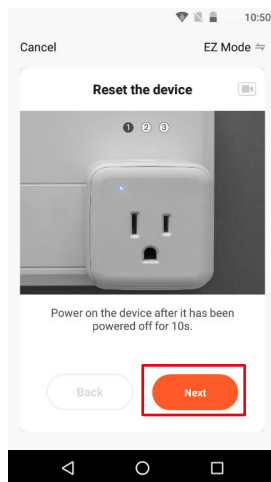 10:50
Cancel
EZ Mode
Reset the device
1 2 3
Power on the device after it has been
powered off for 10s.
Back
Next